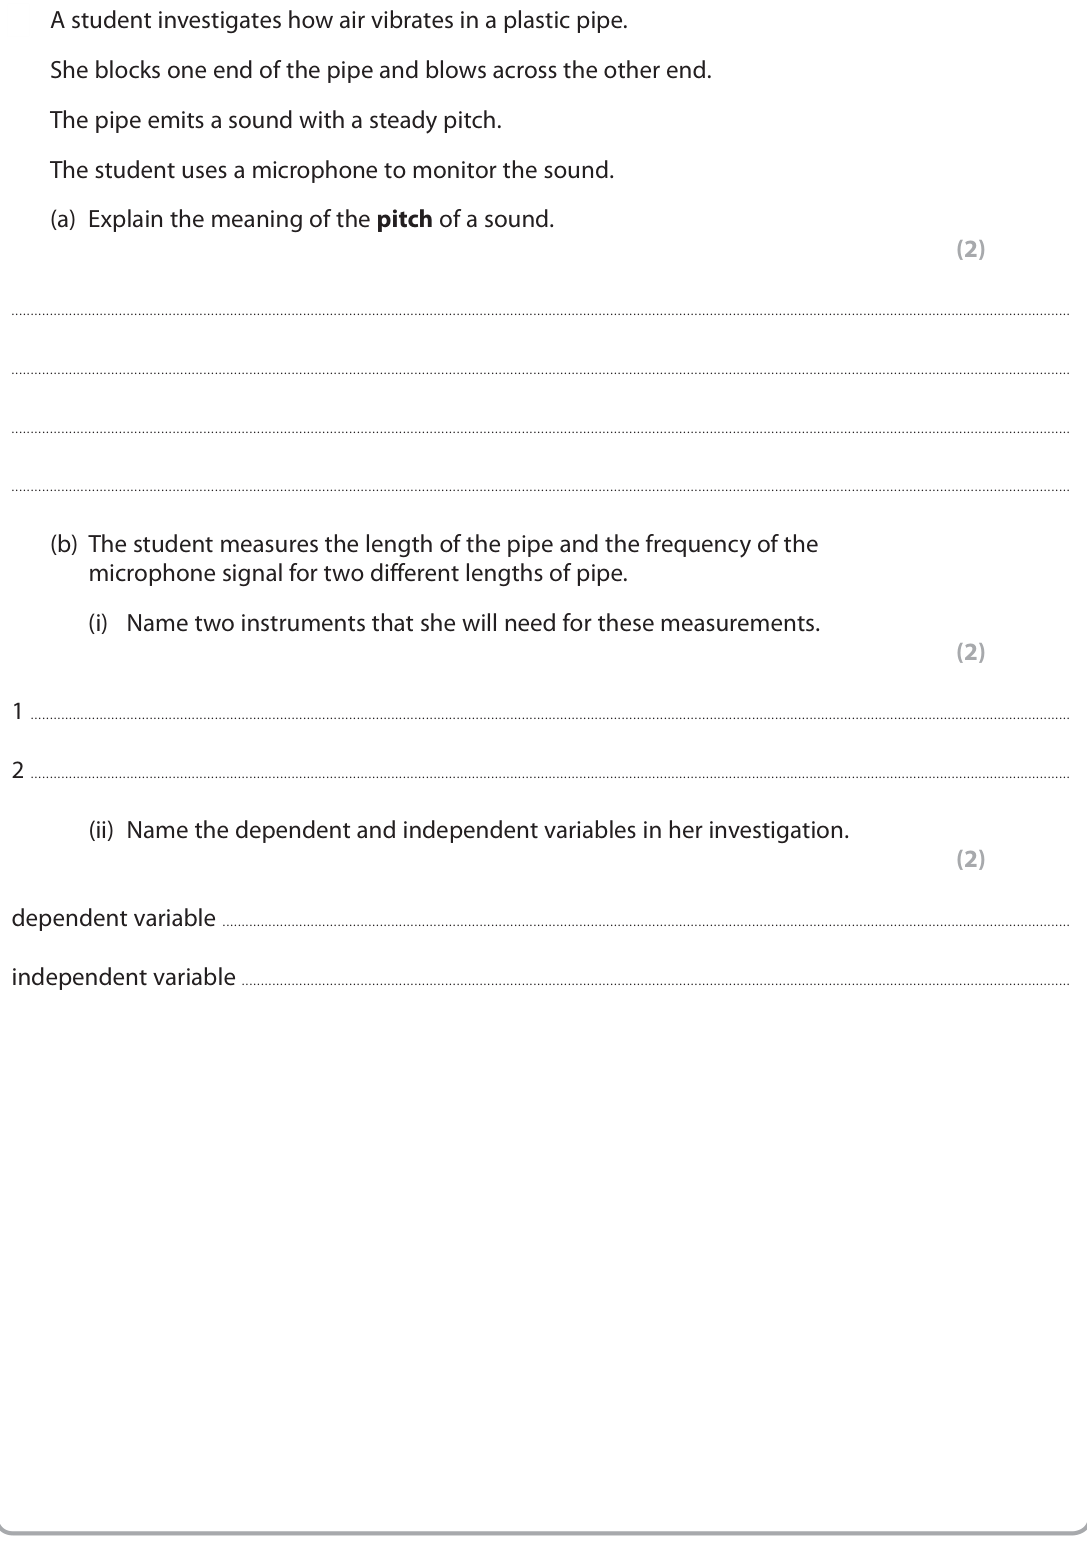 A student investigates how air vibrates in a plastic pipe.
She blocks one end of the pipe and blows across the other end.
The pipe emits a sound with a steady pitch.
The student uses a microphone to monitor the sound.
(a) Explain the meaning of the pitch of a sound.
(2)
(b) The student measures the length of the pipe and the frequency of the
microphone signal for two different lengths of pipe.
(i) Name two instruments that she will need for these measurements.
(2)
1
2
(ii) Name the dependent and independent variables in her investigation.
(2)
dependent variable
independent variable